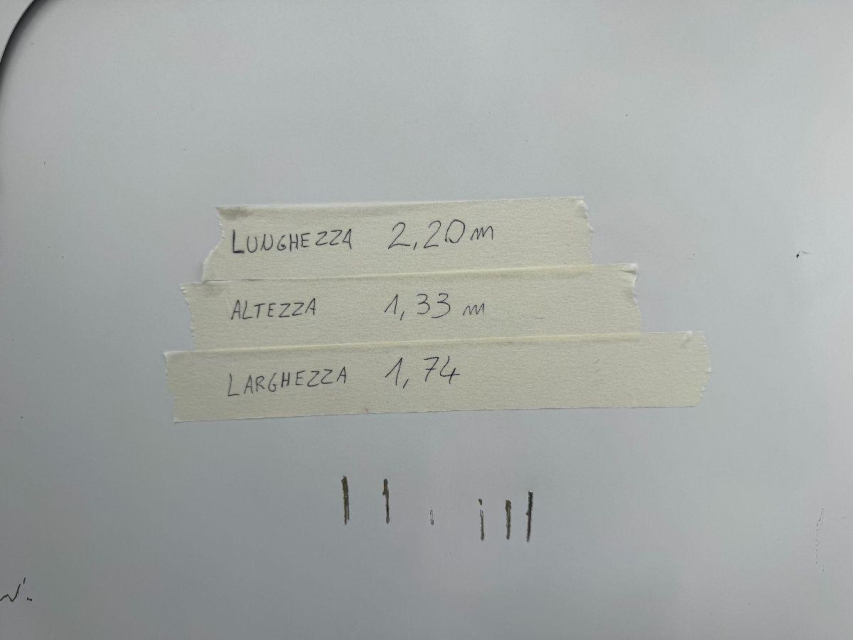 LUNGHEZZA 2,20 m
ALTEZZA 1,33 m
LARGHEZZA 1,74